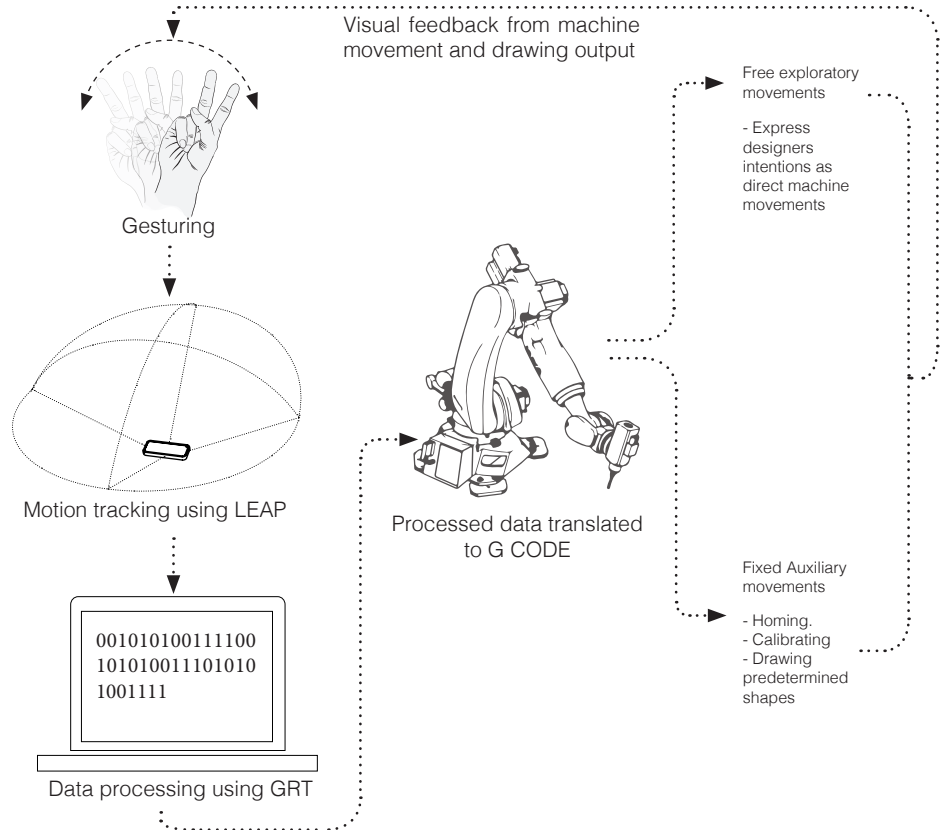 Visual feedback from machine
movement and drawing output
Gesturing
Motion tracking using LEAP
001010100111100
101010011101010
1001111
Data processing using GRT
Processed data translated
to G CODE
Free exploratory
movements
- Express
designers
intentions as
direct machine
movements
Fixed Auxiliary
movements
- Homing.
- Calibrating
- Drawing
predetermined
shapes